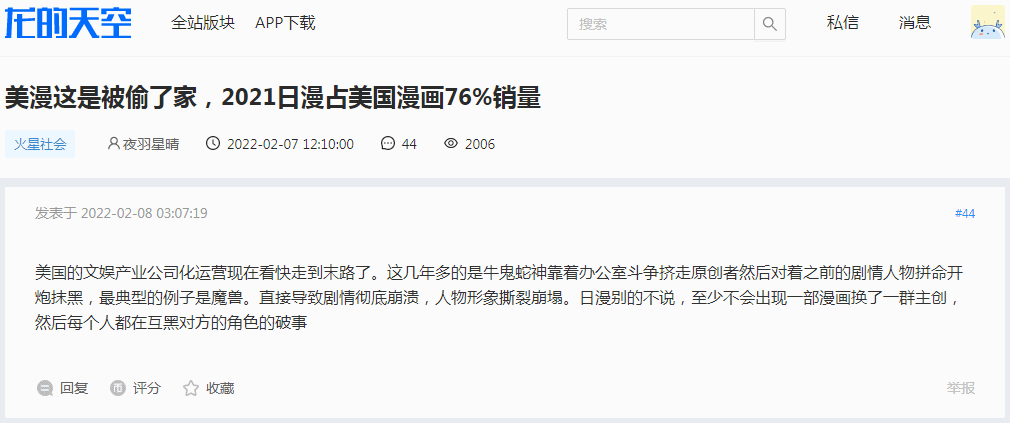 龙的天空 全站版块 APP下载 搜索 私信 消息
美漫这是被偷了家，2021日漫占美国漫画76%销量
火星社会 夜羽星晴 2022-02-07 12:10:00 44 2006
发表于 2022-02-08 03:07:19 #44
美国的文娱产业公司化运营现在看快走到末路了。这几年多的是牛鬼蛇神靠着办公室斗争挤走原创者然后对着之前的剧情人物拼命开
炮抹黑，最典型的例子是魔兽。直接导致剧情彻底崩溃，人物形象撕裂崩塌。日漫别的不说，至少不会出现一部漫画换了一群主创，
然后每个人都在互黑对方的角色的破事
回复 评分 收藏 举报